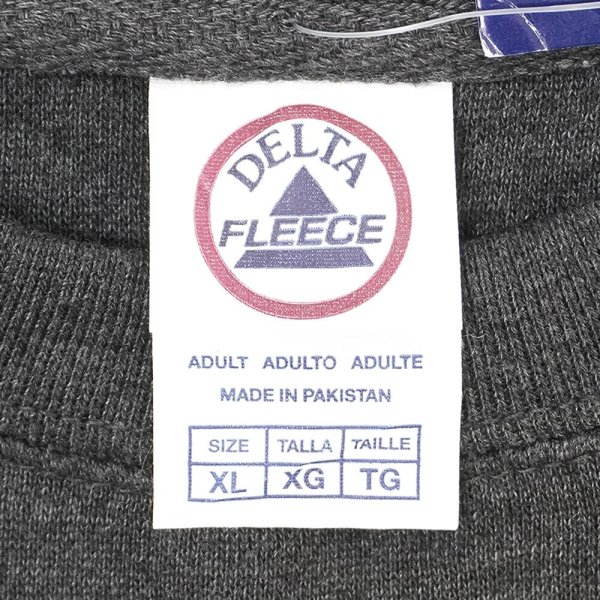 DELTA
FLEECE
ADULT ADULTO ADULTE
MADE IN PAKISTAN
SIZE TALLA TAILLE
XL XG TG